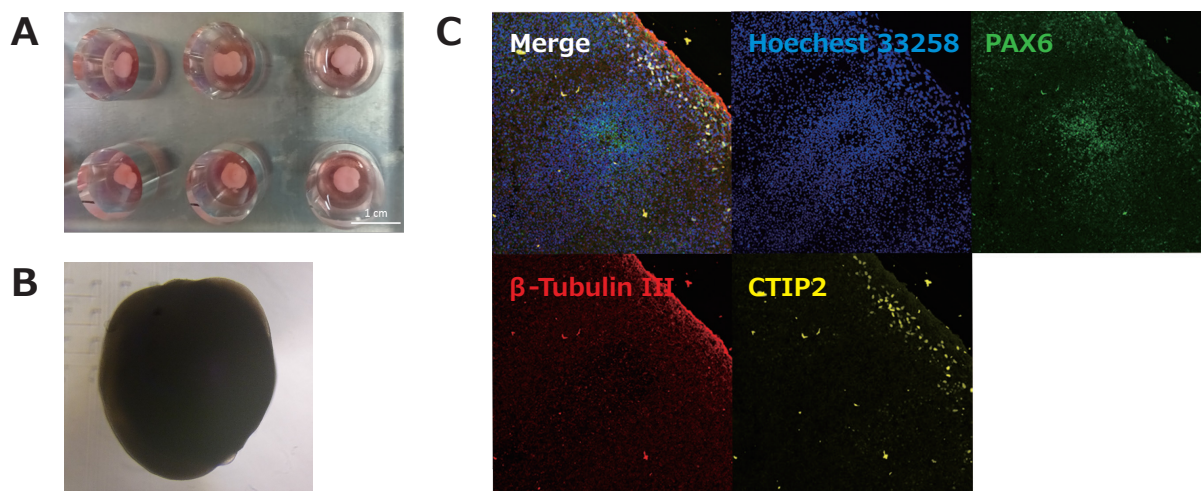 A
1 cm
B
C
Merge
Hoechest 33258
PAX6
β-Tubulin III
CTIP2